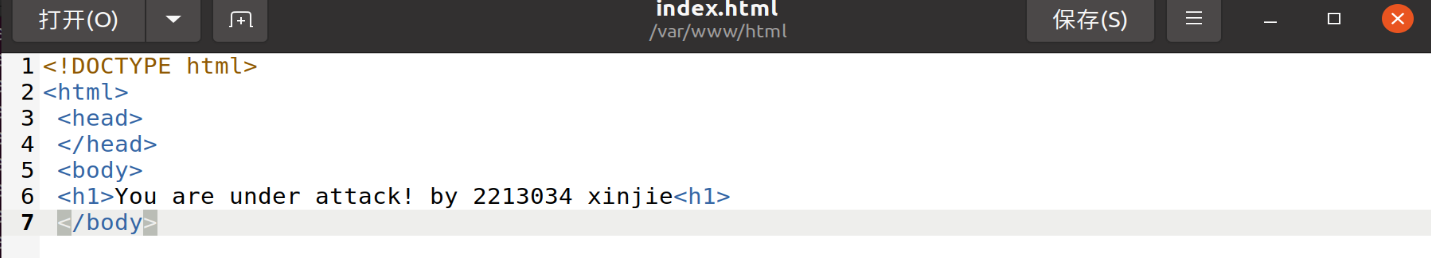 打开(O)
index.html
/var/www/html
保存(S)
1 <!DOCTYPE html>
2 <html>
3 <head>
4 </head>
5 <body>
6 <h1>You are under attack! by 2213034 xinjie<h1>
7 </body>